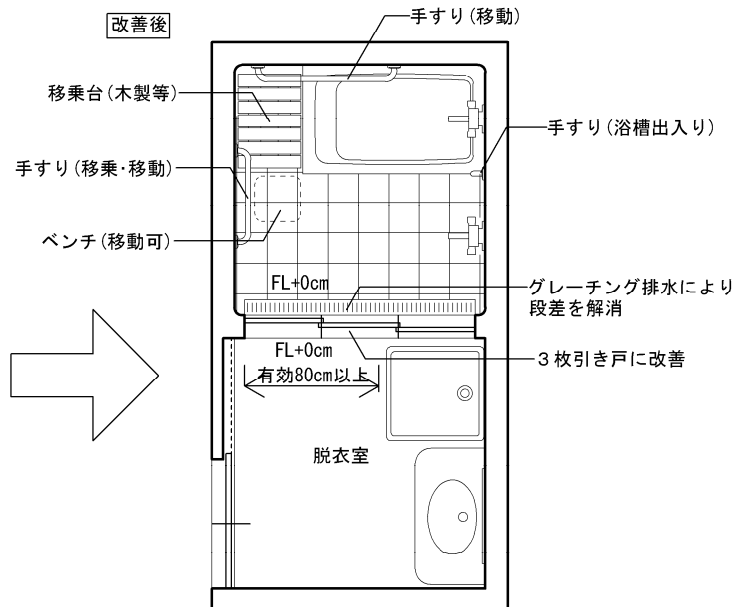 改善後
手すり(移動)
移乗台(木製等)
手すり(浴槽出入り)
手すり(移乗・移動)
ベンチ(移動可)
FL+0cm
グレーチング排水により
段差を解消
FL+0cm
3枚引き戸に改善
有効80cm以上
脱衣室